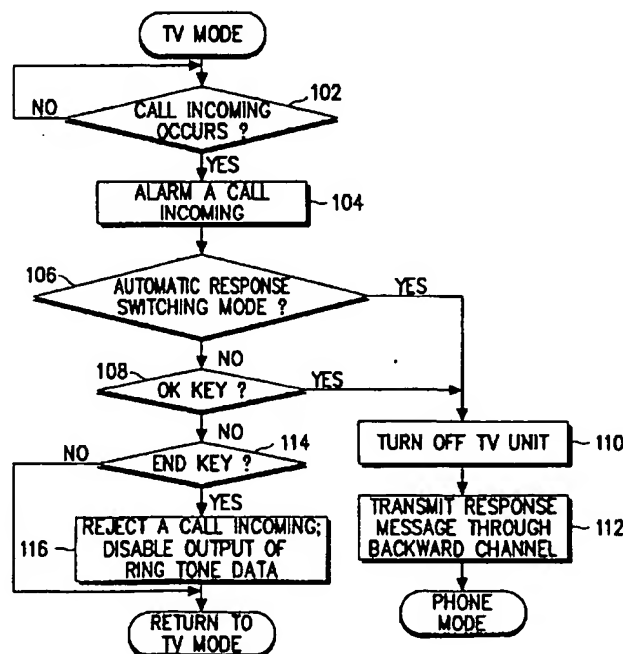 TV MODE
NO
102
CALL INCOMING
OCCURS ?
YES
ALARM A CALL
INCOMING
104
106
AUTOMATIC RESPONSE
SWITCHING MODE ?
YES
NO
108
OK KEY ?
YES
NO
114
NO
END KEY ?
TURN OFF TV UNIT
110
YES
116
REJECT A CALL INCOMING;
DISABLE OUTPUT OF
RING TONE DATA
TRANSMIT RESPONSE
MESSAGE THROUGH
BACKWARD CHANNEL
112
RETURN TO
TV MODE
PHONE
MODE